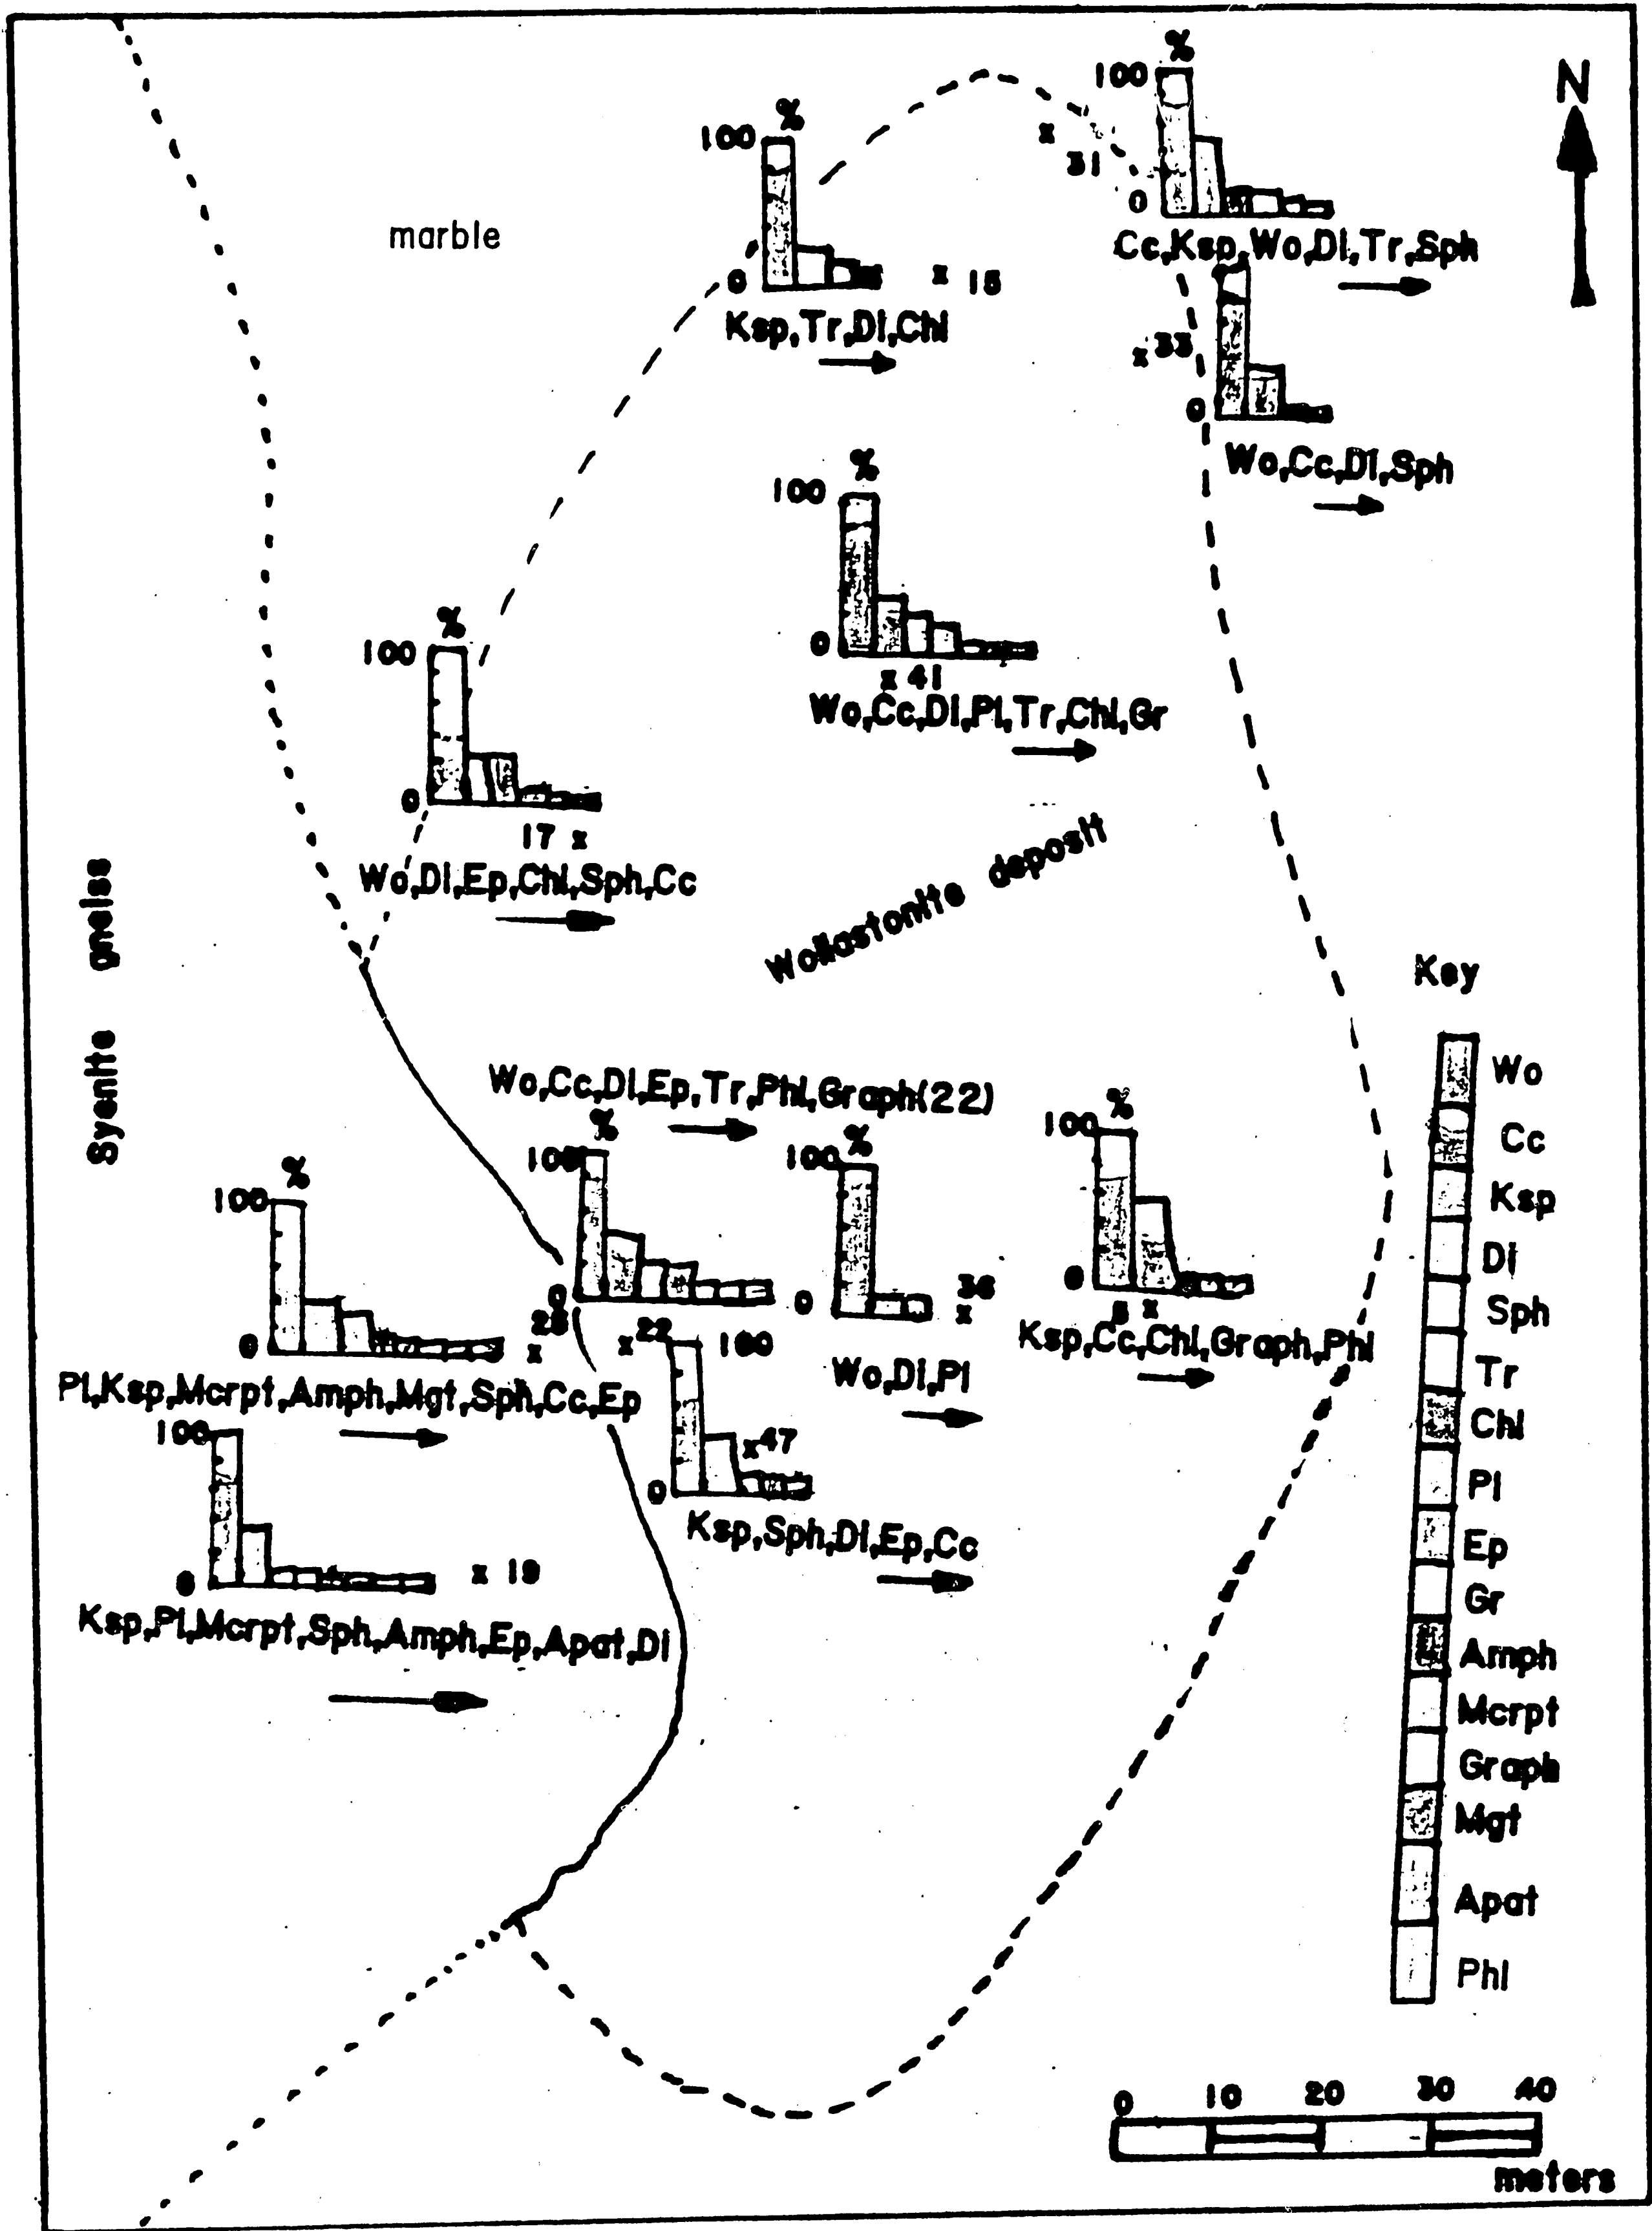 %
100
0
N
x
31
%
100
0
marble
x 15
Cc,Ksp,Wo,Di,Tr,Sph
Ksp,Tr,Di,Chl
x 33
0
Wo,Cc,Di,Sph
%
100
0
x 41
Wo,Cc,Di,Pl,Tr,Chl,Gr
%
100
0
17 x
Wo,Di,Ep,Chl,Sph,Cc
Wollastonite deposit
Syenite gneiss
Wo,Cc,Di,Ep,Tr,Phl,Graph(22)
%
100
0
%
100
0
36
x
%
100
0
x
Ksp,Cc,Chl,Graph,Phl
%
100
0
x
Pl,Ksp,Mcrpt,Amph,Mgt,Sph,Cc,Ep
x 22
100
0
x 47
Wo,Di,Pl
Ksp,Sph,Di,Ep,Cc
100
x 19
Ksp,Pl,Mcrpt,Sph,Amph,Ep,Apat,Di
Key
Wo
Cc
Ksp
Di
Sph
Tr
Chl
Pl
Ep
Gr
Amph
Mcrpt
Graph
Mgt
Apat
Phl
0 10 20 30 40
meters